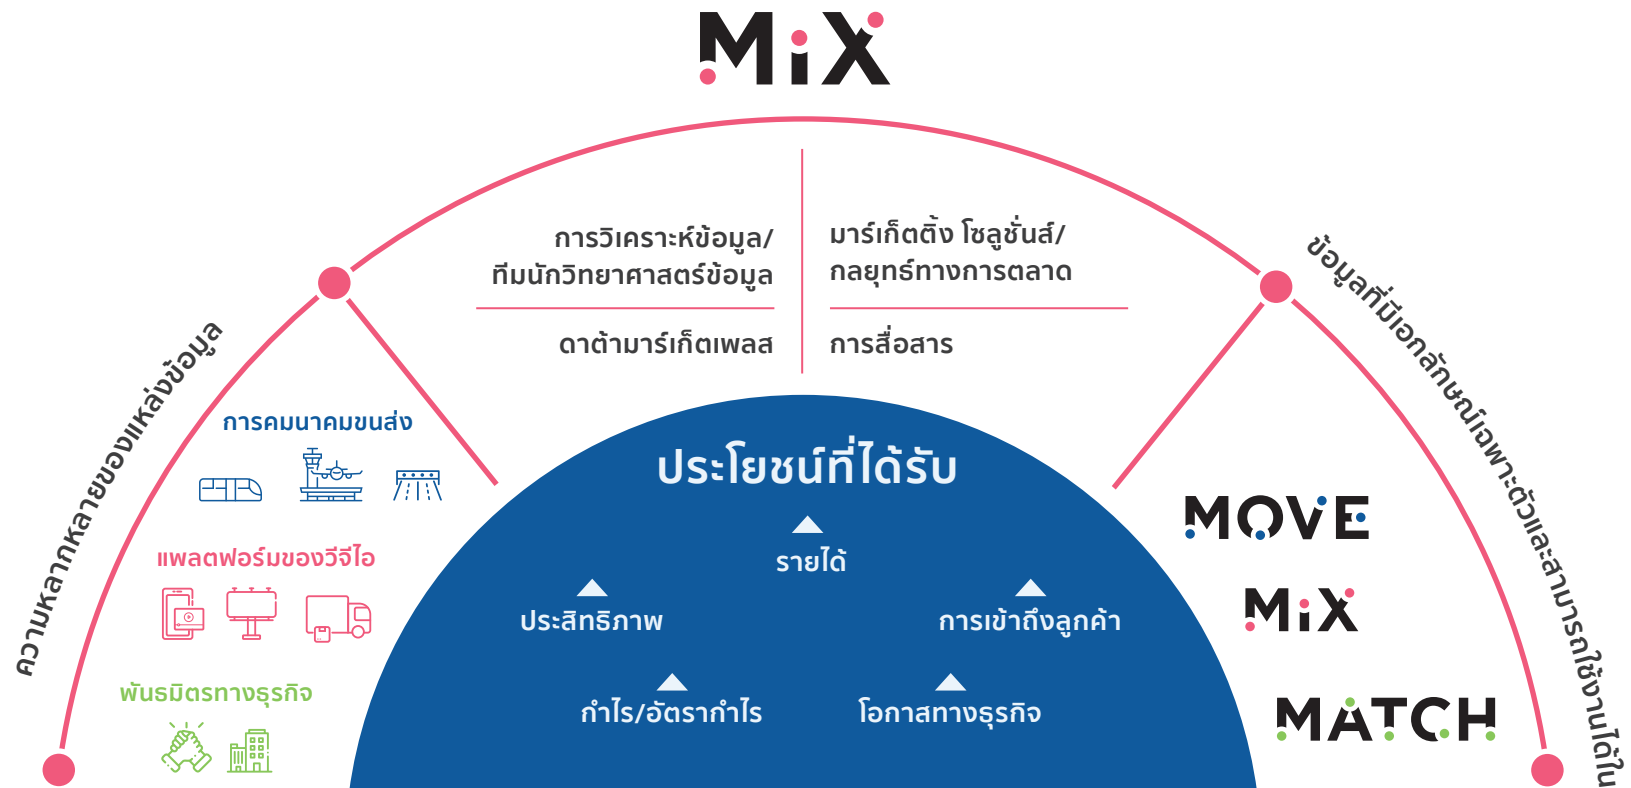 MiX
การวิเคราะห์ข้อมูล/
ทีมนักวิทยาศาสตร์ข้อมูล
มาร์เก็ตติ้ง โซลูชั่นส์/
กลยุทธ์ทางการตลาด
ดาต้ามาร์เก็ตเพลส
การสื่อสาร
ความหลากหลายของแหล่งข้อมูล
การคมนาคมขนส่ง
แพลตฟอร์มของวีจีไอ
พันธมิตรทางธุรกิจ
ประโยชน์ที่ได้รับ
รายได้
ประสิทธิภาพ
การเข้าถึงลูกค้า
กำไร/อัตรากำไร
โอกาสทางธุรกิจ
ข้อมูลที่มีเอกลักษณ์เฉพาะตัวและสามารถใช้งานได้ใน
MOVE
MiX
MATCH